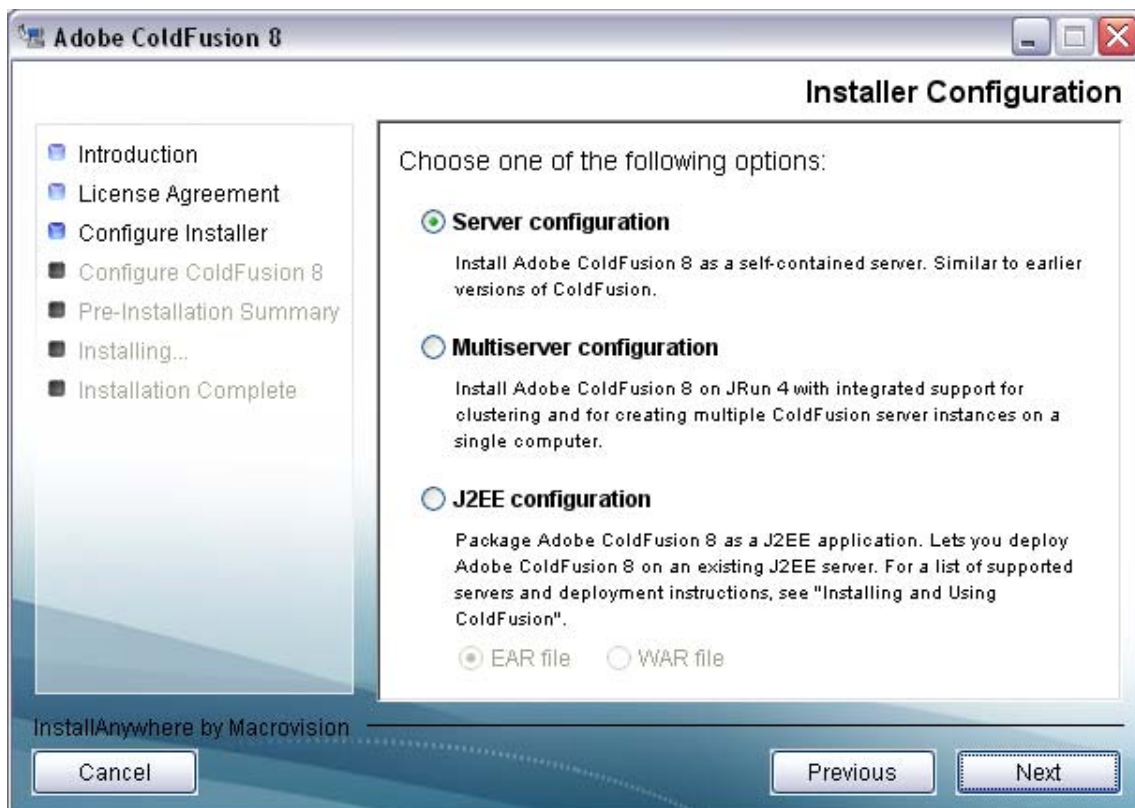 Adobe ColdFusion 8
Installer Configuration
Introduction
License Agreement
Configure Installer
Configure ColdFusion 8
Pre-Installation Summary
Installing...
Installation Complete
Choose one of the following options:
Server configuration
Install Adobe ColdFusion 8 as a self-contained server. Similar to earlier
versions of ColdFusion.
Multiserver configuration
Install Adobe ColdFusion 8 on JRun 4 with integrated support for
clustering and for creating multiple ColdFusion server instances on a
single computer.
J2EE configuration
Package Adobe ColdFusion 8 as a J2EE application. Lets you deploy
Adobe ColdFusion 8 on an existing J2EE server. For a list of supported
servers and deployment instructions, see "Installing and Using
ColdFusion".
EAR file WAR file
InstallAnywhere by Macrovision
Cancel Previous Next